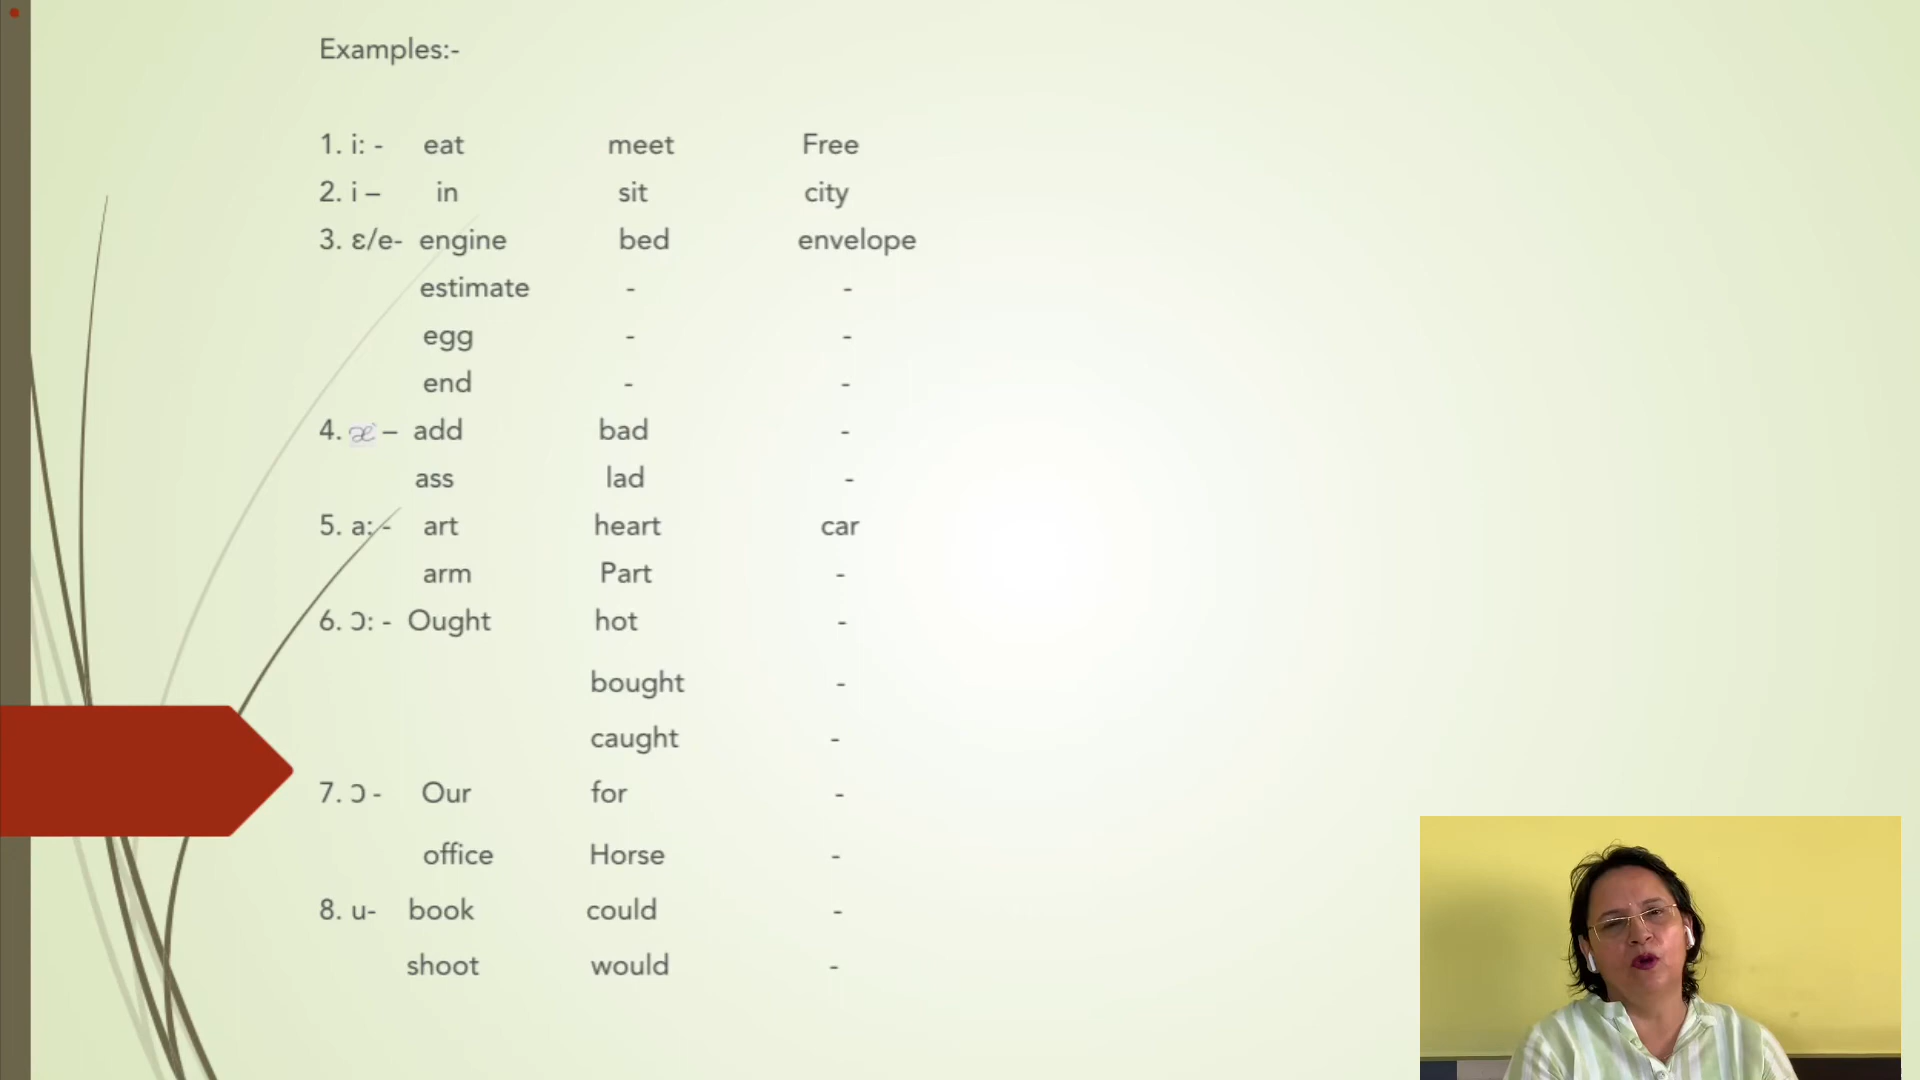 Examples:-
1. i: - eat meet Free
2. i – in sit city
3. ɛ/e- engine bed envelope
estimate - -
egg - -
end - -
4. æ – add bad -
ass lad -
5. a: - art heart car
arm Part -
6. Ɔ: - Ought hot -
bought -
caught -
7. Ɔ - Our for -
office Horse -
8. u- book could -
shoot would -